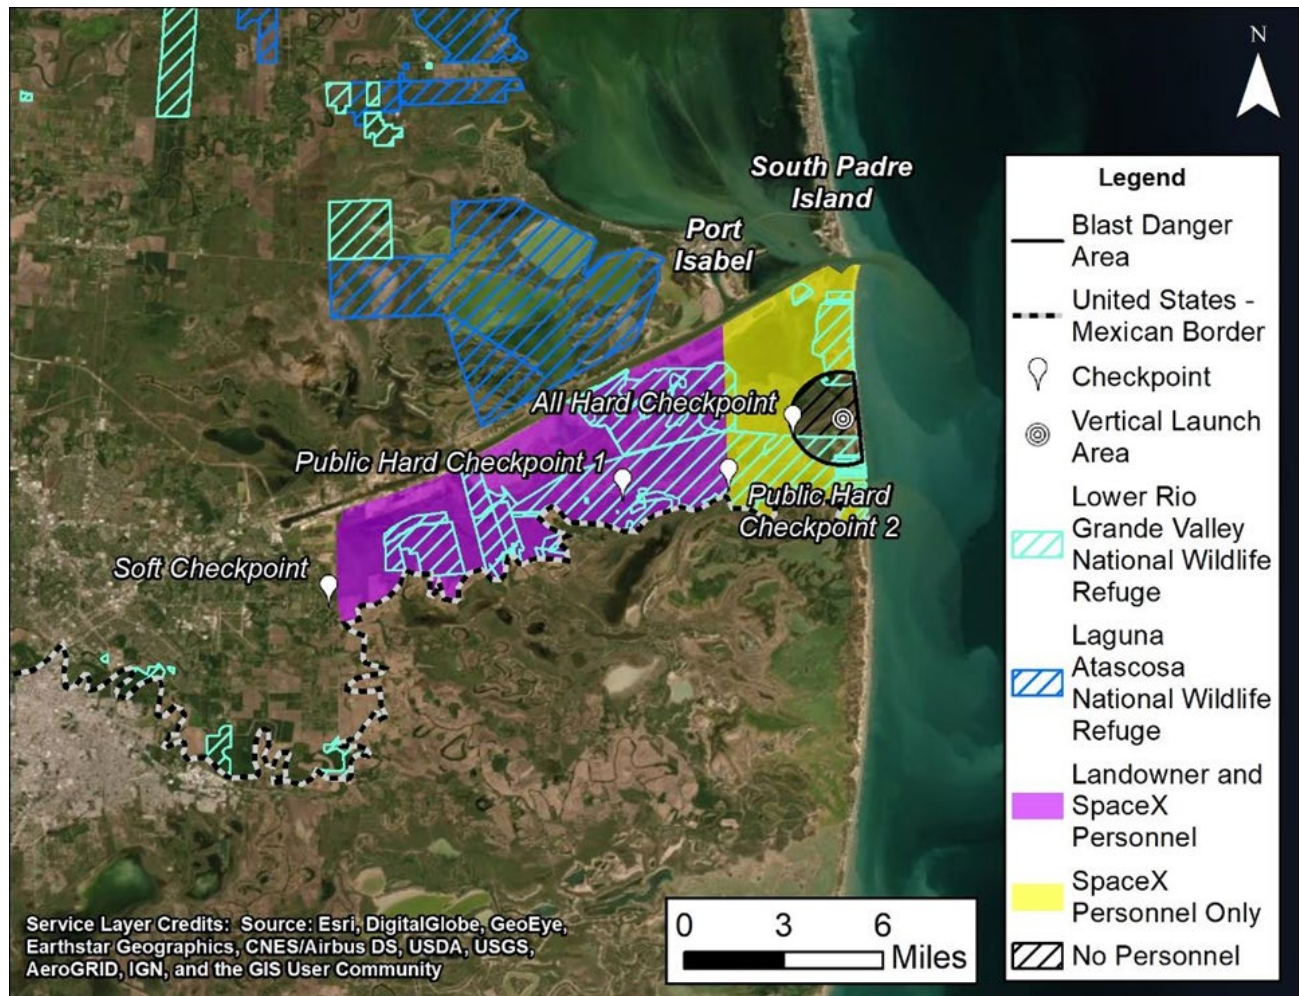 N
South Padre
Island
Port
Isabel
All Hard Checkpoint
Public Hard Checkpoint 1
Public Hard
Checkpoint 2
Soft Checkpoint
Legend
Blast Danger
Area
United States -
Mexican Border
Checkpoint
Vertical Launch
Area
Lower Rio
Grande Valley
National Wildlife
Refuge
Laguna
Atascosa
National Wildlife
Refuge
Landowner and
SpaceX
Personnel
SpaceX
Personnel Only
No Personnel
0 3 6
Miles
Service Layer Credits: Source: Esri, DigitalGlobe, GeoEye,
Earthstar Geographics, CNES/Airbus DS, USDA, USGS,
AeroGRID, IGN, and the GIS User Community